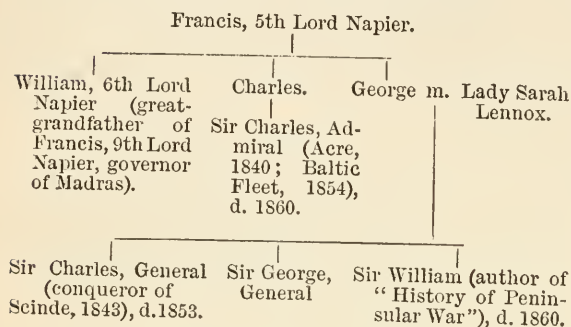 Francis, 5th Lord Napier.
William, 6th Lord
Napier (great-
grandfather of
Francis, 9th Lord
Napier, governor
of Madras).
Charles.
Sir Charles, Ad-
miral (Acre,
1840; Baltic
Fleet, 1854),
d. 1860.
George m. Lady Sarah
Lennox.
Sir Charles, General
(conqueror of
Scinde, 1843), d.1853.
Sir George,
General
Sir William (author of
"History of Penin-
sular War"), d. 1860.